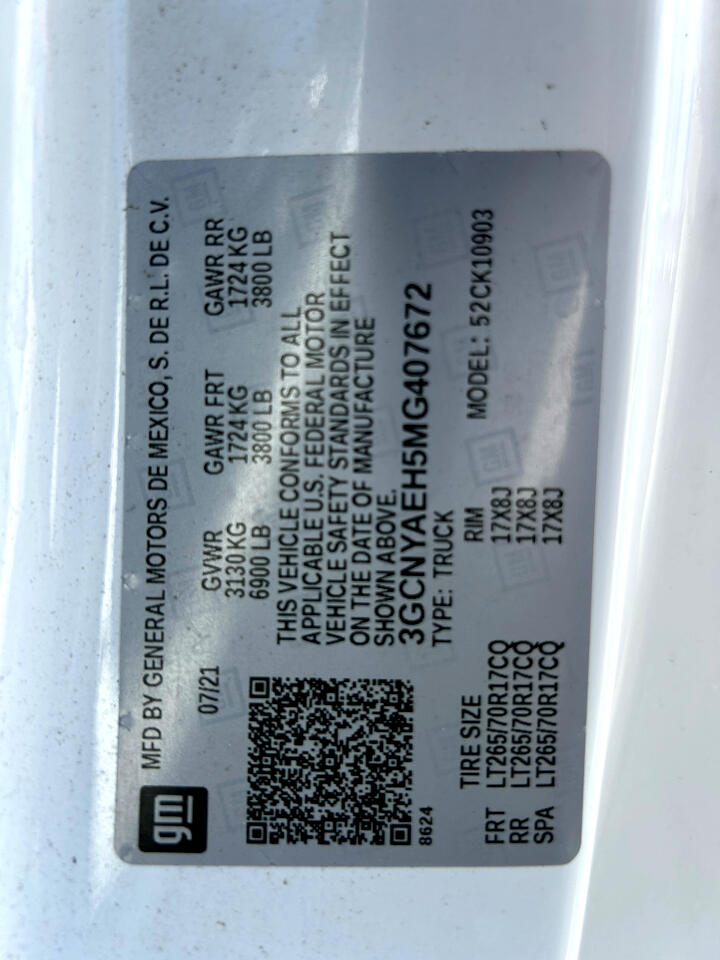 gm
MFD BY GENERAL MOTORS DE MEXICO, S. DE R.L. DE C.V.
07/21
GVWR GAWR FRT GAWR RR
3130 KG 1724 KG 1724 KG
6900 LB 3800 LB 3800 LB
THIS VEHICLE CONFORMS TO ALL
APPLICABLE U.S. FEDERAL MOTOR
VEHICLE SAFETY STANDARDS IN EFFECT
ON THE DATE OF MANUFACTURE
SHOWN ABOVE.
3GCNYAEH5MG407672
TYPE: TRUCK MODEL: 52CK10903
8624
TIRE SIZE RIM
FRT LT265/70R17CQ 17X8J
RR LT265/70R17CQ 17X8J
SPA LT265/70R17CQ 17X8J